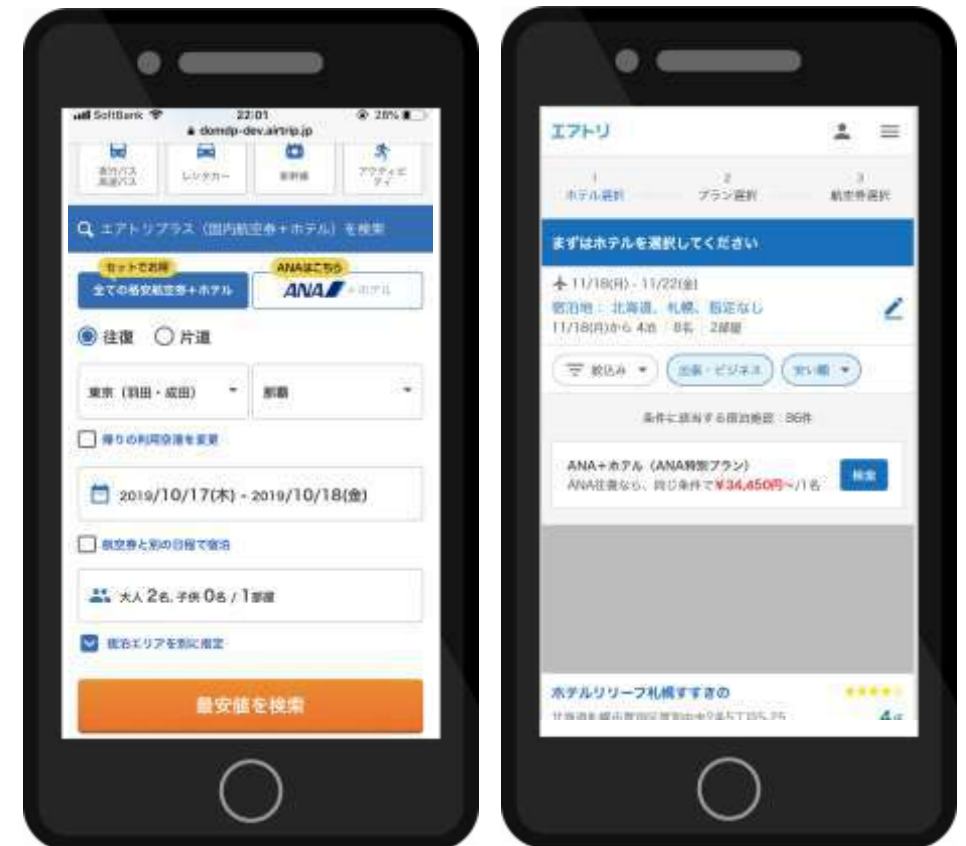 SoftBank 22:01 28%
domdp-dev.airtrip.jp
高速バス レンタカー 新幹線 アクティビティ
エアトリプラス（国内航空券+ホテル）を検索
セットでお得 ANAはこちら
全ての格安航空券+ホテル ANA +ホテル
往復 片道
東京（羽田・成田） 那覇
帰りの利用空港を変更
2019/10/17(木) - 2019/10/18(金)
航空券と別の日程で宿泊
大人 2名, 子供 0名 / 1部屋
宿泊エリアを別に指定
最安値を検索
エアトリ
1 2 3
ホテル選択 プラン選択 航空券選択
まずはホテルを選択してください
11/18(月) - 11/22(金)
宿泊地： 北海道、札幌、指定なし
11/18(月)から 4泊 8名 2部屋
絞込み 出張・ビジネス 安い順
条件に該当する宿泊施設：86件
ANA+ホテル（ANA特別プラン）
ANA往復なら、同じ条件で¥34,450円～/1名 検索
ホテルリリーフ札幌すすきの